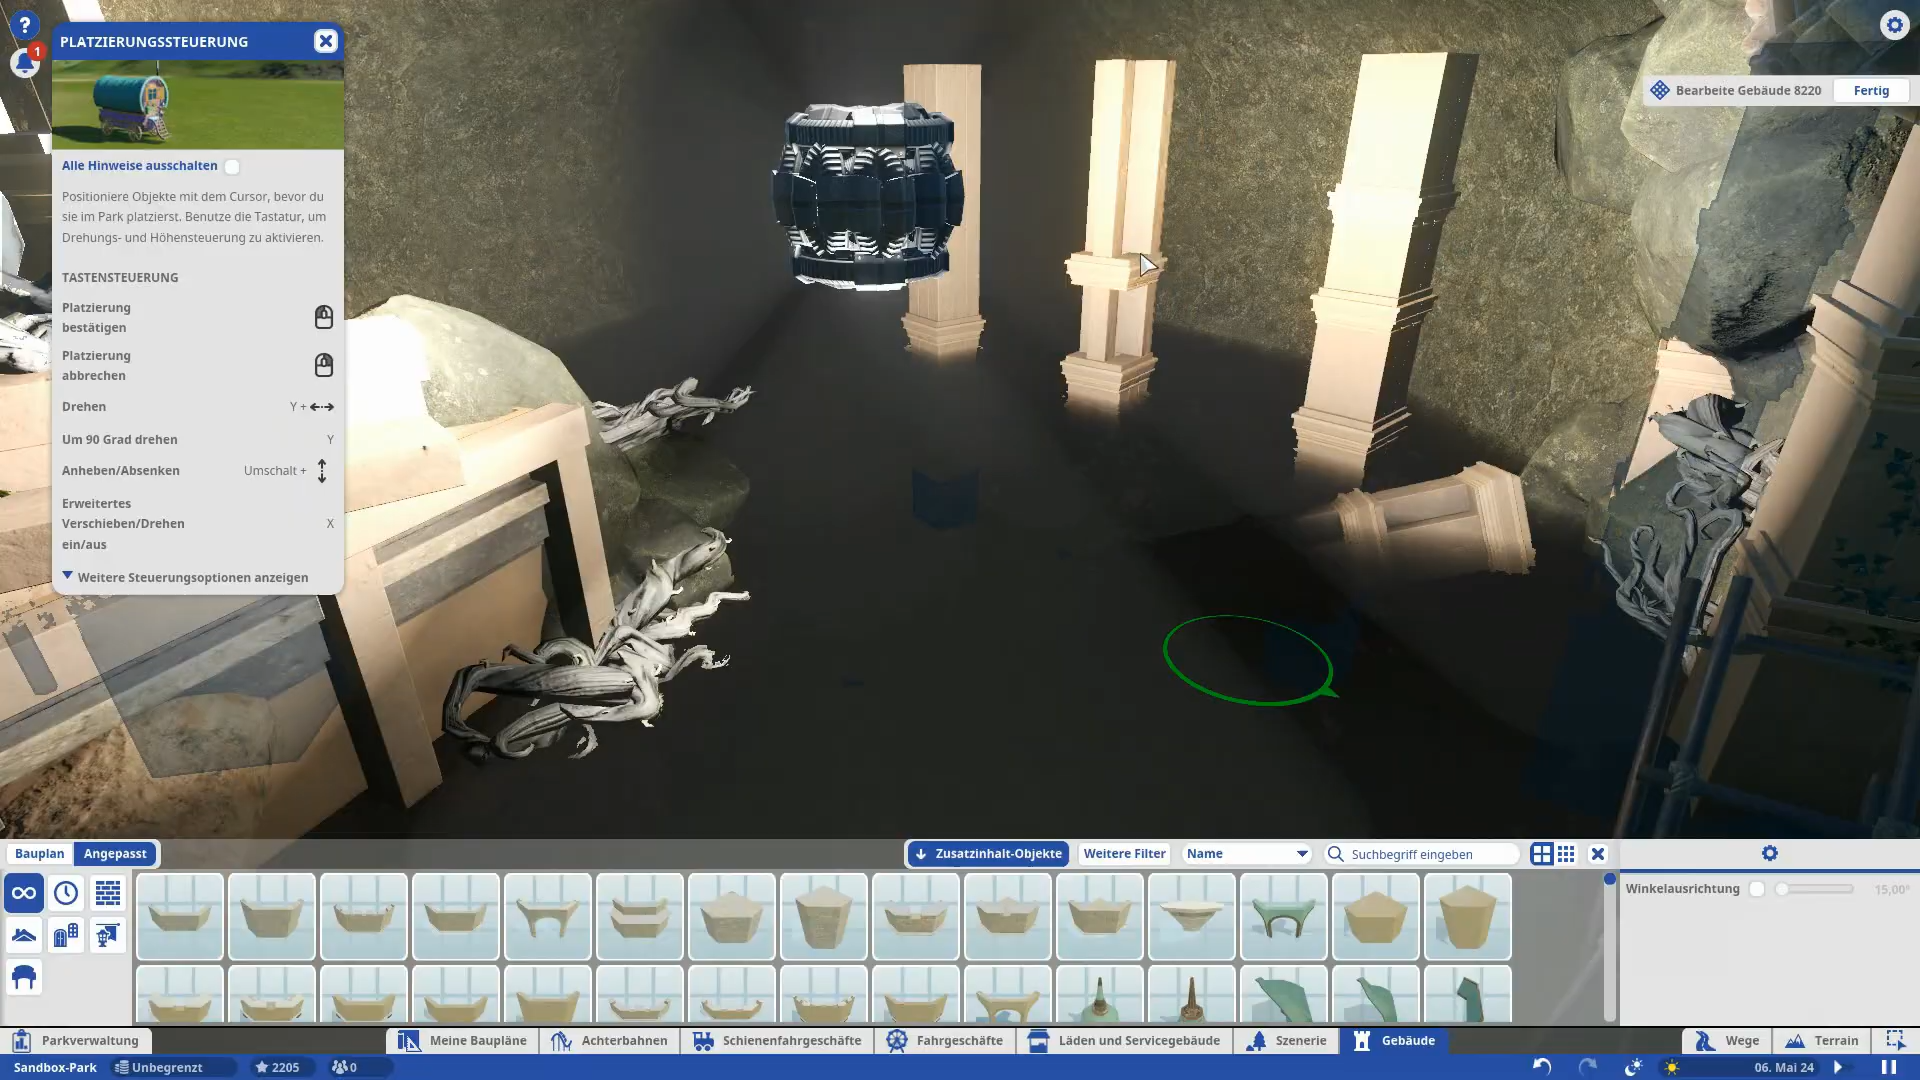 ?
1
PLATZIERUNGSSTEUERUNG
Alle Hinweise ausschalten
Positioniere Objekte mit dem Cursor, bevor du
sie im Park platzierst. Benutze die Tastatur, um
Drehungs- und Höhensteuerung zu aktivieren.
TASTENSTEUERUNG
Platzierung
bestätigen
Platzierung
abbrechen
Drehen Y +
Um 90 Grad drehen Y
Anheben/Absenken Umschalt +
Erweitertes
Verschieben/Drehen X
ein/aus
Weitere Steuerungsoptionen anzeigen
Bearbeite Gebäude 8220 Fertig
Bauplan Angepasst
Zusatzinhalt-Objekte Weitere Filter Name Suchbegriff eingeben
Winkelausrichtung 15,00°
Parkverwaltung Meine Baupläne Achterbahnen Schienenfahrgeschäfte Fahrgeschäfte Läden und Servicegebäude Szenerie Gebäude Wege Terrain
Sandbox-Park Unbegrenzt 2205 0 06. Mai 24